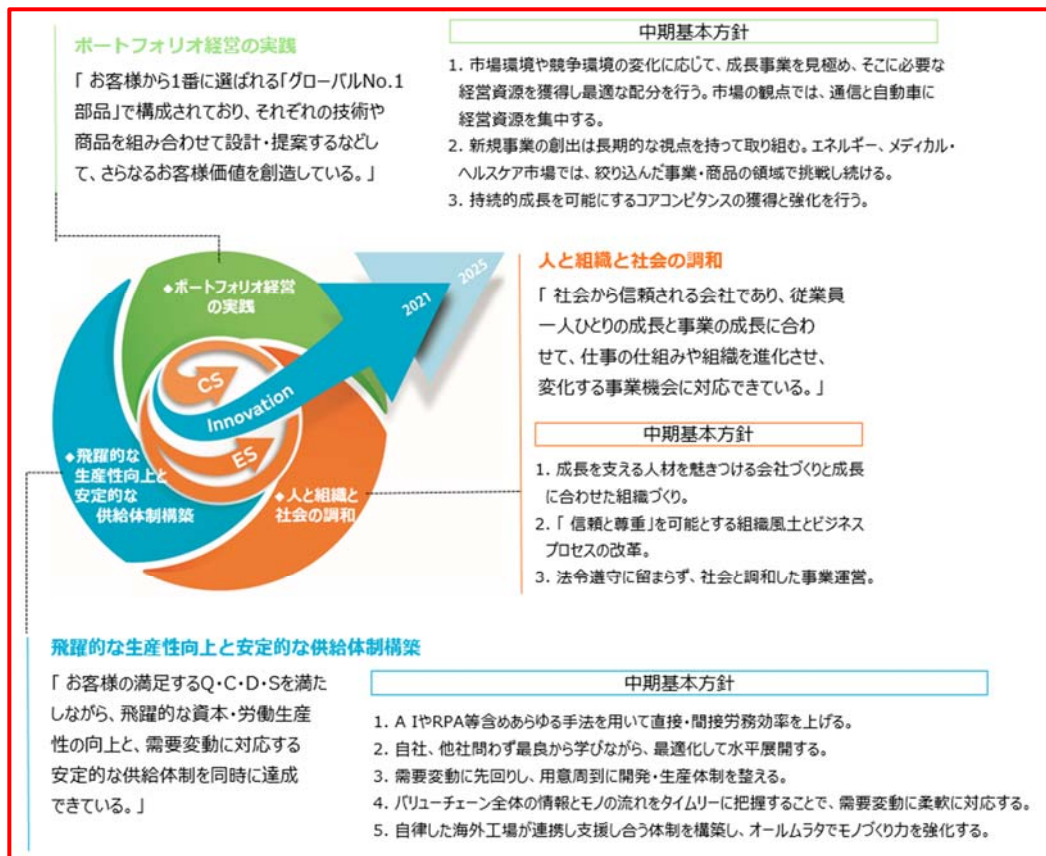 ポートフォリオ経営の実践
「 お客様から1番に選ばれる「グローバルNo.1
部品」で構成されており、それぞれの技術や
商品を組み合わせて設計・提案するなどし
て、さらなるお客様価値を創造している。」
中期基本方針
1. 市場環境や競争環境の変化に応じて、成長事業を見極め、そこに必要な
経営資源を獲得し最適な配分を行う。市場の観点では、通信と自動車に
経営資源を集中する。
2. 新規事業の創出は長期的な視点を持って取り組む。エネルギー、メディカル・
ヘルスケア市場では、絞り込んだ事業・商品の領域で挑戦し続ける。
3. 持続的成長を可能にするコアコンピタンスの獲得と強化を行う。
◆ポートフォリオ経営
の実践
2021
2025
CS
Innovation
ES
◆飛躍的な
生産性向上と
安定的な
供給体制構築
◆人と組織と
社会の調和
人と組織と社会の調和
「 社会から信頼される会社であり、従業員
一人ひとりの成長と事業の成長に合わ
せて、仕事の仕組みや組織を進化させ、
変化する事業機会に対応できている。」
中期基本方針
1. 成長を支える人材を魅きつける会社づくりと成長
に合わせた組織づくり。
2.「 信頼と尊重」を可能とする組織風土とビジネス
プロセスの改革。
3. 法令遵守に留まらず、社会と調和した事業運営。
飛躍的な生産性向上と安定的な供給体制構築
「 お客様の満足するQ・C・D・Sを満た
しながら、飛躍的な資本・労働生産
性の向上と、需要変動に対応する
安定的な供給体制を同時に達成
できている。」
中期基本方針
1. A IやRPA等含めあらゆる手法を用いて直接・間接労務効率を上げる。
2. 自社、他社問わず最良から学びながら、最適化して水平展開する。
3. 需要変動に先回りし、用意周到に開発・生産体制を整える。
4. バリューチェーン全体の情報とモノの流れをタイムリーに把握することで、需要変動に柔軟に対応する。
5. 自律した海外工場が連携し支援し合う体制を構築し、オールムラタでモノづくり力を強化する。